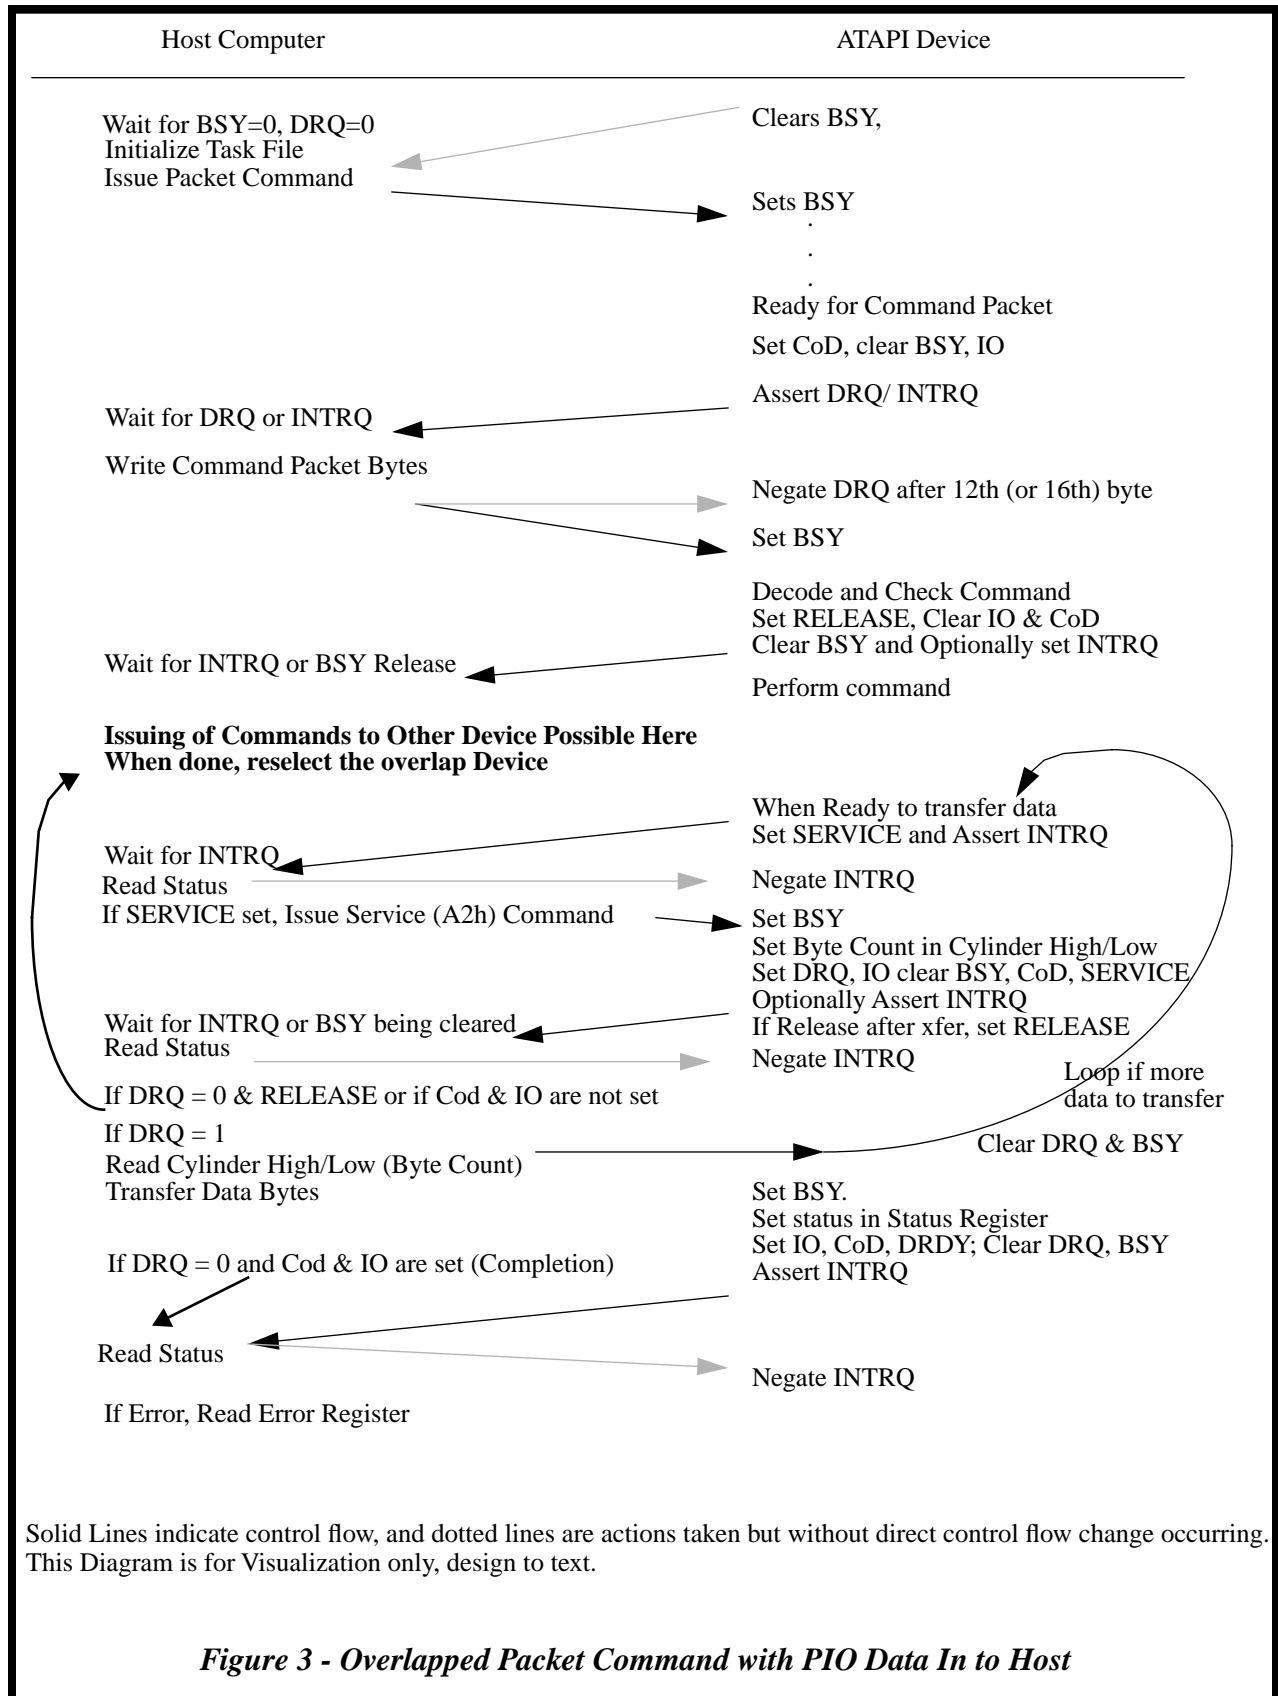 Host Computer
ATAPI Device
Clears BSY,
Wait for BSY=0, DRQ=0
Initialize Task File
Issue Packet Command
Sets BSY
.
.
.
Ready for Command Packet
Set CoD, clear BSY, IO
Assert DRQ/ INTRQ
Wait for DRQ or INTRQ
Write Command Packet Bytes
Negate DRQ after 12th (or 16th) byte
Set BSY
Decode and Check Command
Set RELEASE, Clear IO & CoD
Clear BSY and Optionally set INTRQ
Wait for INTRQ or BSY Release
Perform command
Issuing of Commands to Other Device Possible Here
When done, reselect the overlap Device
When Ready to transfer data
Set SERVICE and Assert INTRQ
Wait for INTRQ
Read Status
Negate INTRQ
If SERVICE set, Issue Service (A2h) Command
Set BSY
Set Byte Count in Cylinder High/Low
Set DRQ, IO clear BSY, CoD, SERVICE
Optionally Assert INTRQ
If Release after xfer, set RELEASE
Wait for INTRQ or BSY being cleared
Read Status
Negate INTRQ
Loop if more
data to transfer
If DRQ = 0 & RELEASE or if Cod & IO are not set
If DRQ = 1
Read Cylinder High/Low (Byte Count)
Transfer Data Bytes
Clear DRQ & BSY
Set BSY.
Set status in Status Register
Set IO, CoD, DRDY; Clear DRQ, BSY
Assert INTRQ
If DRQ = 0 and Cod & IO are set (Completion)
Read Status
Negate INTRQ
If Error, Read Error Register
Solid Lines indicate control flow, and dotted lines are actions taken but without direct control flow change occurring.
This Diagram is for Visualization only, design to text.
Figure 3 - Overlapped Packet Command with PIO Data In to Host